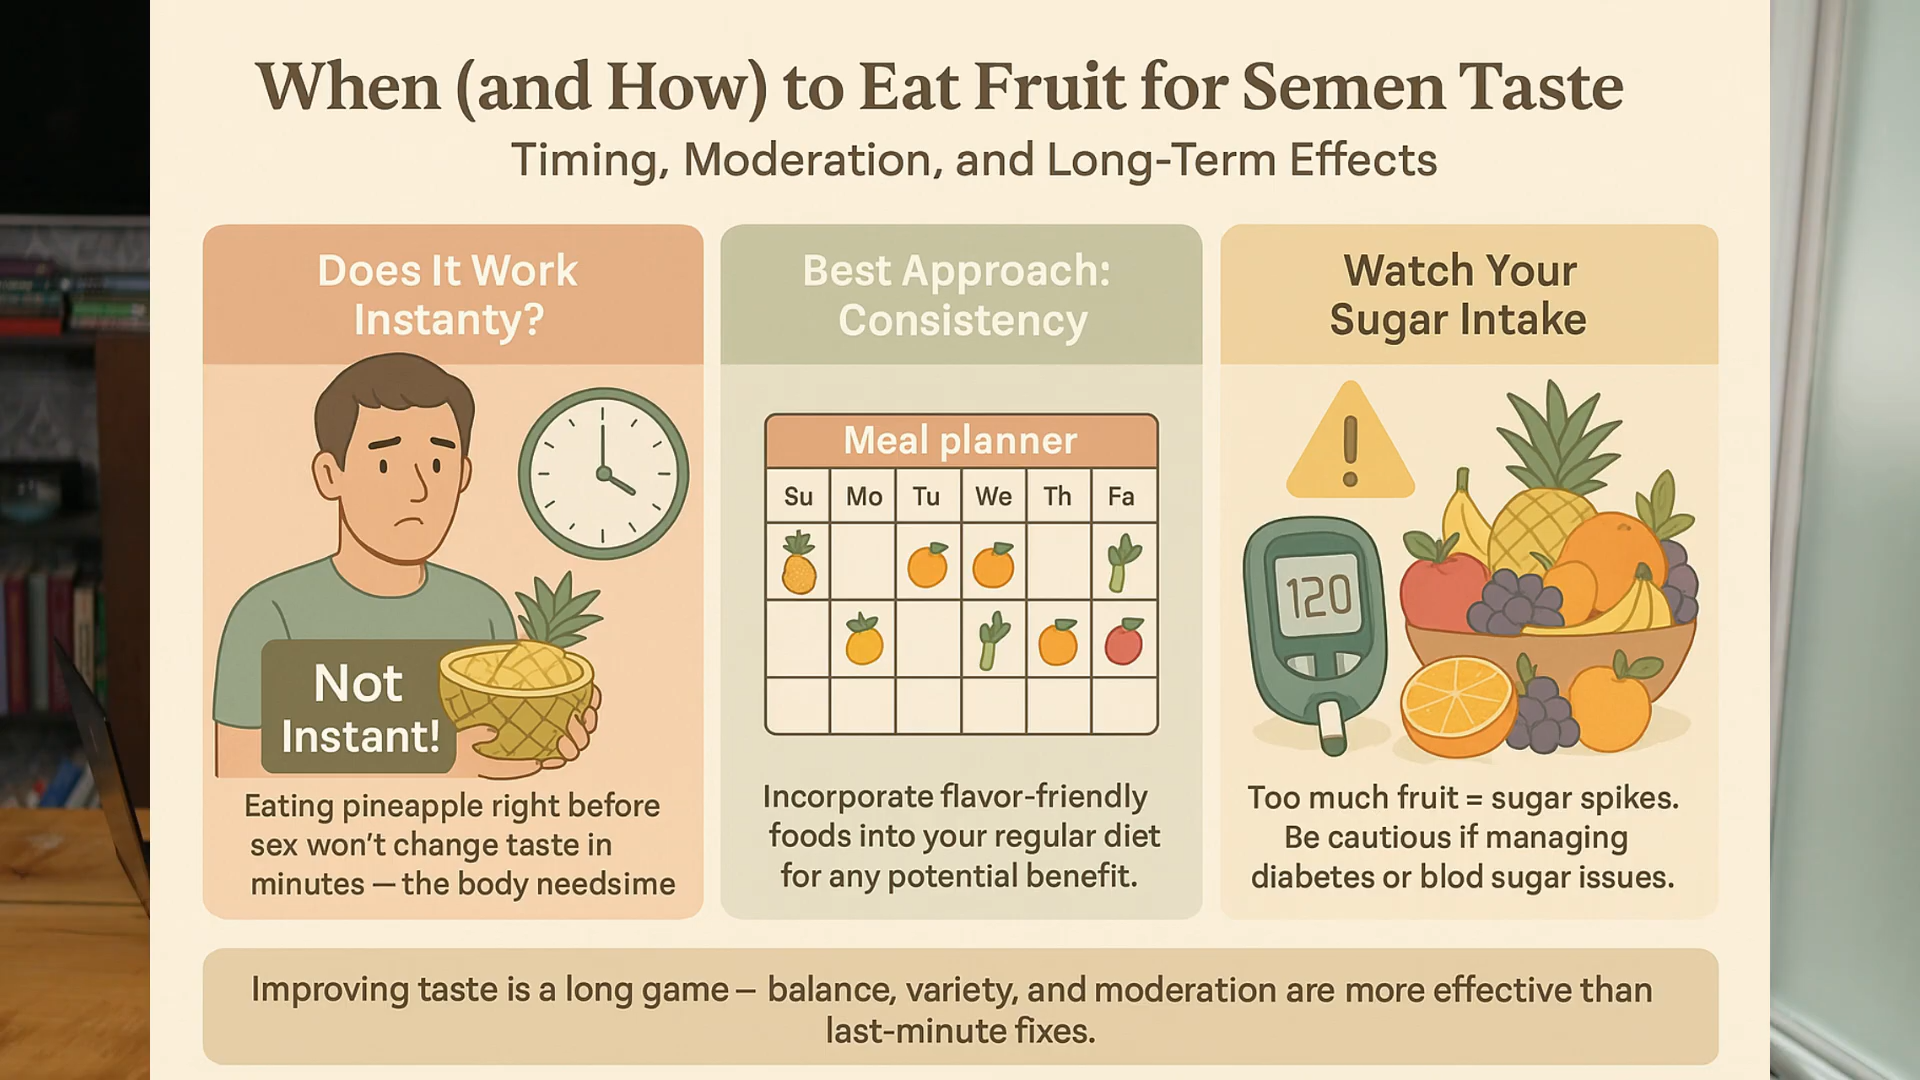 When (and How) to Eat Fruit for Semen Taste
Timing, Moderation, and Long-Term Effects
Does It Work
Instanty?
Not
Instant!
Eating pineapple right before
sex won't change taste in
minutes — the body needsime
Best Approach:
Consistency
Meal planner
Su Mo Tu We Th Fa
Incorporate flavor-friendly
foods into your regular diet
for any potential benefit.
Watch Your
Sugar Intake
!
120
Too much fruit = sugar spikes.
Be cautious if managing
diabetes or blod sugar issues.
Improving taste is a long game – balance, variety, and moderation are more effective than
last-minute fixes.